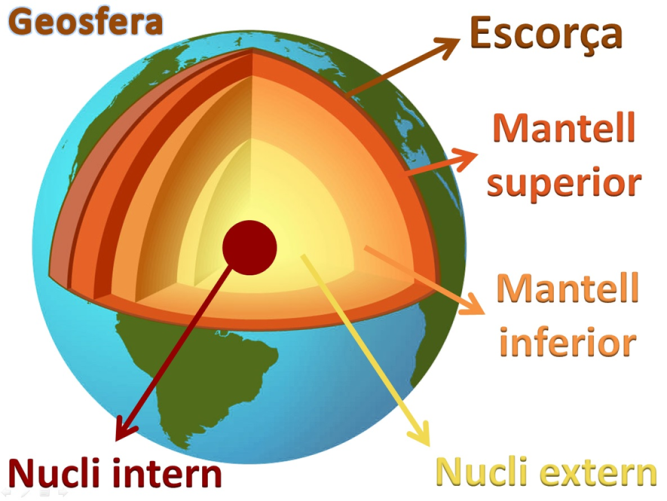 Geosfera
Escorça
Mantell
superior
Mantell
inferior
Nucli intern
Nucli extern